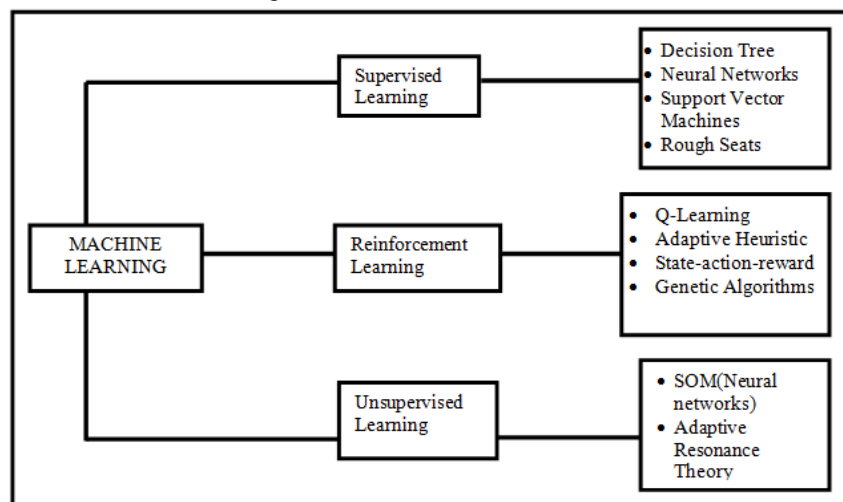 Supervised
Learning
• Decision Tree
• Neural Networks
• Support Vector
Machines
• Rough Seats
MACHINE
LEARNING
Reinforcement
Learning
• Q-Learning
• Adaptive Heuristic
• State-action-reward
• Genetic Algorithms
Unsupervised
Learning
• SOM(Neural
networks)
• Adaptive
Resonance
Theory